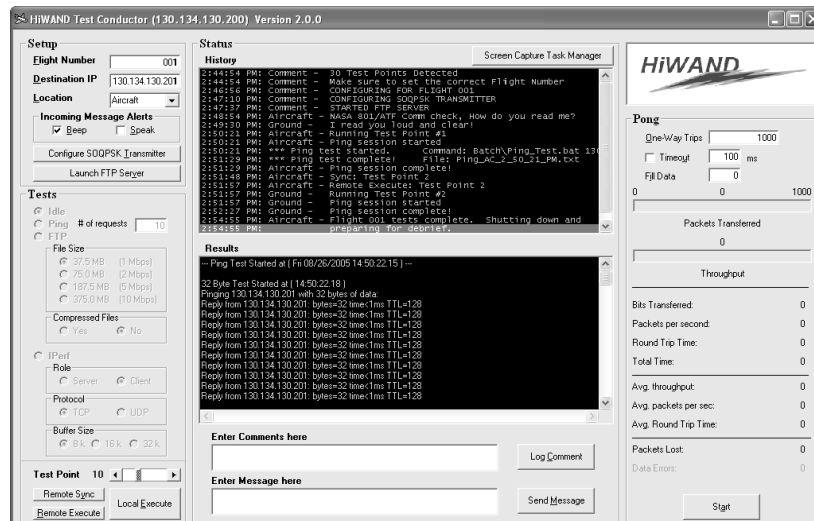 HiWAND Test Conductor (130.134.130.200) Version 2.0.0
Setup
Flight Number 001
Destination IP 130.134.130.201
Location Aircraft
Incoming Message Alerts
Beep Speak
Configure SOQPSK Transmitter
Launch FTP Server
Tests
Idle
Ping # of requests 10
FTP
File Size
37.5 MB (1 Mbps)
75.0 MB (2 Mbps)
187.5 MB (5 Mbps)
375.0 MB (10 Mbps)
Compressed Files
Yes No
IPerf
Role
Server Client
Protocol
TCP UDP
Buffer Size
8 k 16 k 32 k
Test Point 10
Remote Sync
Remote Execute
Local Execute
Status
History
Screen Capture Task Manager
2:44:54 PM: Comment - 30 Test Points Detected
2:44:54 PM: Comment - Make sure to set the correct Flight Number
2:46:56 PM: Comment - CONFIGURING FOR FLIGHT 001
2:47:10 PM: Comment - CONFIGURING SOQPSK TRANSMITTER
2:47:37 PM: Comment - STARTED FTP SERVER
2:48:54 PM: Aircraft - NASA 801/ATF Comm check, How do you read me?
2:49:30 PM: Ground - I read you loud and clear!
2:50:21 PM: Aircraft - Running Test Point #1
2:50:21 PM: Aircraft - Ping session started
2:50:21 PM: *** Ping test started. Command: Batch\Ping_Test.bat 130
2:51:29 PM: *** Ping test complete! File: Ping_AC_2_50_21_PM.txt
2:51:29 PM: Aircraft - Ping session complete!
2:51:48 PM: Aircraft - Sync: Test Point 2
2:51:57 PM: Aircraft - Remote Execute: Test Point 2
2:51:57 PM: Ground - Running Test Point #2
2:51:57 PM: Ground - Ping session started
2:52:27 PM: Ground - Ping session complete!
2:54:55 PM: Aircraft - Flight 001 tests complete. Shutting down and
2:54:55 PM: preparing for debrief.
Results
--- Ping Test Started at ( Fri 08/26/2005 14:50:22.15 ) ---
32 Byte Test Started at ( 14:50:22.18 )
Pinging 130.134.130.201 with 32 bytes of data:
Reply from 130.134.130.201: bytes=32 time<1ms TTL=128
Reply from 130.134.130.201: bytes=32 time<1ms TTL=128
Reply from 130.134.130.201: bytes=32 time<1ms TTL=128
Reply from 130.134.130.201: bytes=32 time<1ms TTL=128
Reply from 130.134.130.201: bytes=32 time<1ms TTL=128
Reply from 130.134.130.201: bytes=32 time<1ms TTL=128
Reply from 130.134.130.201: bytes=32 time<1ms TTL=128
Reply from 130.134.130.201: bytes=32 time<1ms TTL=128
Reply from 130.134.130.201: bytes=32 time<1ms TTL=128
Reply from 130.134.130.201: bytes=32 time<1ms TTL=128
Enter Comments here
Log Comment
Enter Message here
Send Message
HiWAND
Pong
One-Way Trips 1000
Timeout 100 ms
Fill Data 0
0 0 1000
Packets Transferred
0
Throughput
Bits Transferred: 0
Packets per second: 0
Round Trip Time: 0
Total Time: 0
Avg. throughput: 0
Avg. packets per sec: 0
Avg. Round Trip Time: 0
Packets Lost: 0
Data Errors: 0
Start